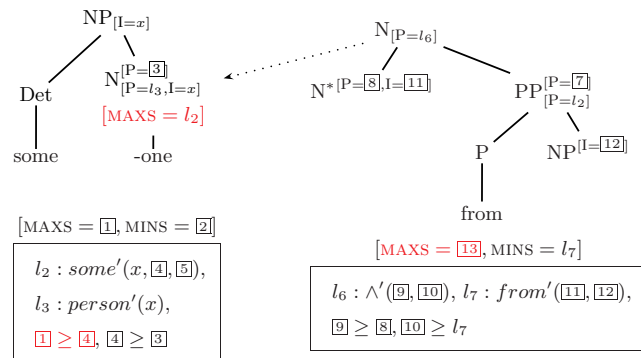 NP[I=x]
N[P=l6]
Det
N[P=3][P=l3,I=x]
[MAXS = l2]
N*[P=8,I=11]
PP[P=7][P=l2]
some
-one
P
NP[I=12]
from
[MAXS = 1, MINS = 2]
l2 : some′(x, 4, 5),
l3 : person′(x),
1 ≥ 4, 4 ≥ 3
[MAXS = 13, MINS = l7]
l6 : ∧′(9, 10), l7 : from′(11, 12),
9 ≥ 8, 10 ≥ l7